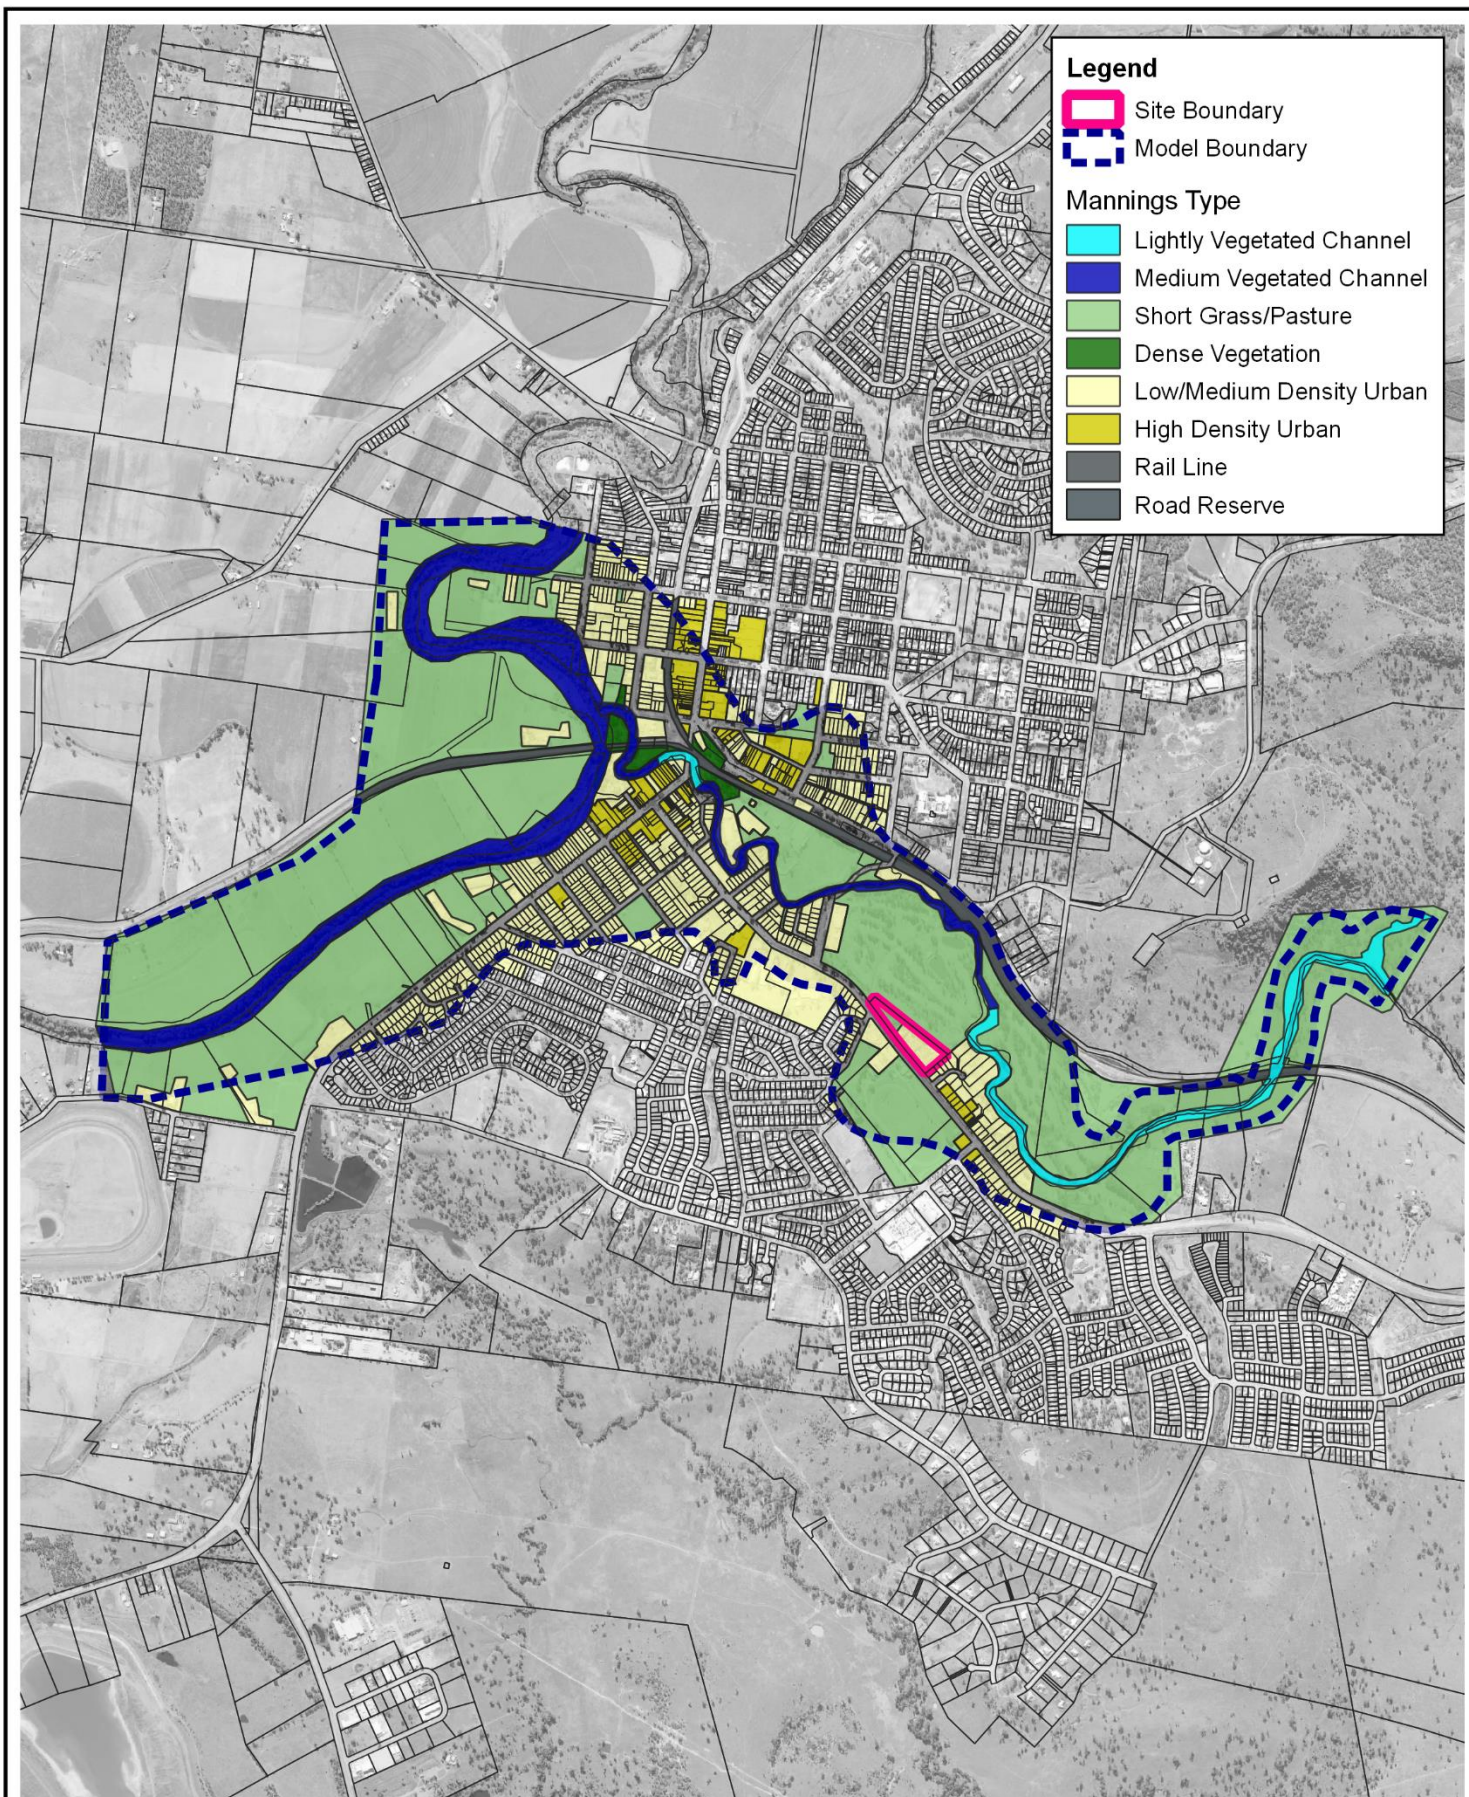 Legend
Site Boundary
Model Boundary
Mannings Type
Lightly Vegetated Channel
Medium Vegetated Channel
Short Grass/Pasture
Dense Vegetation
Low/Medium Density Urban
High Density Urban
Rail Line
Road Reserve